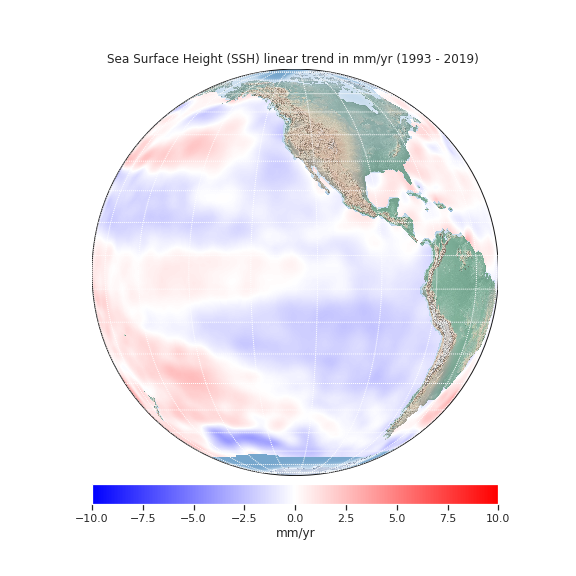 Sea Surface Height (SSH) linear trend in mm/yr (1993 - 2019)
−10.0 −7.5 −5.0 −2.5 0.0 2.5 5.0 7.5 10.0
mm/yr